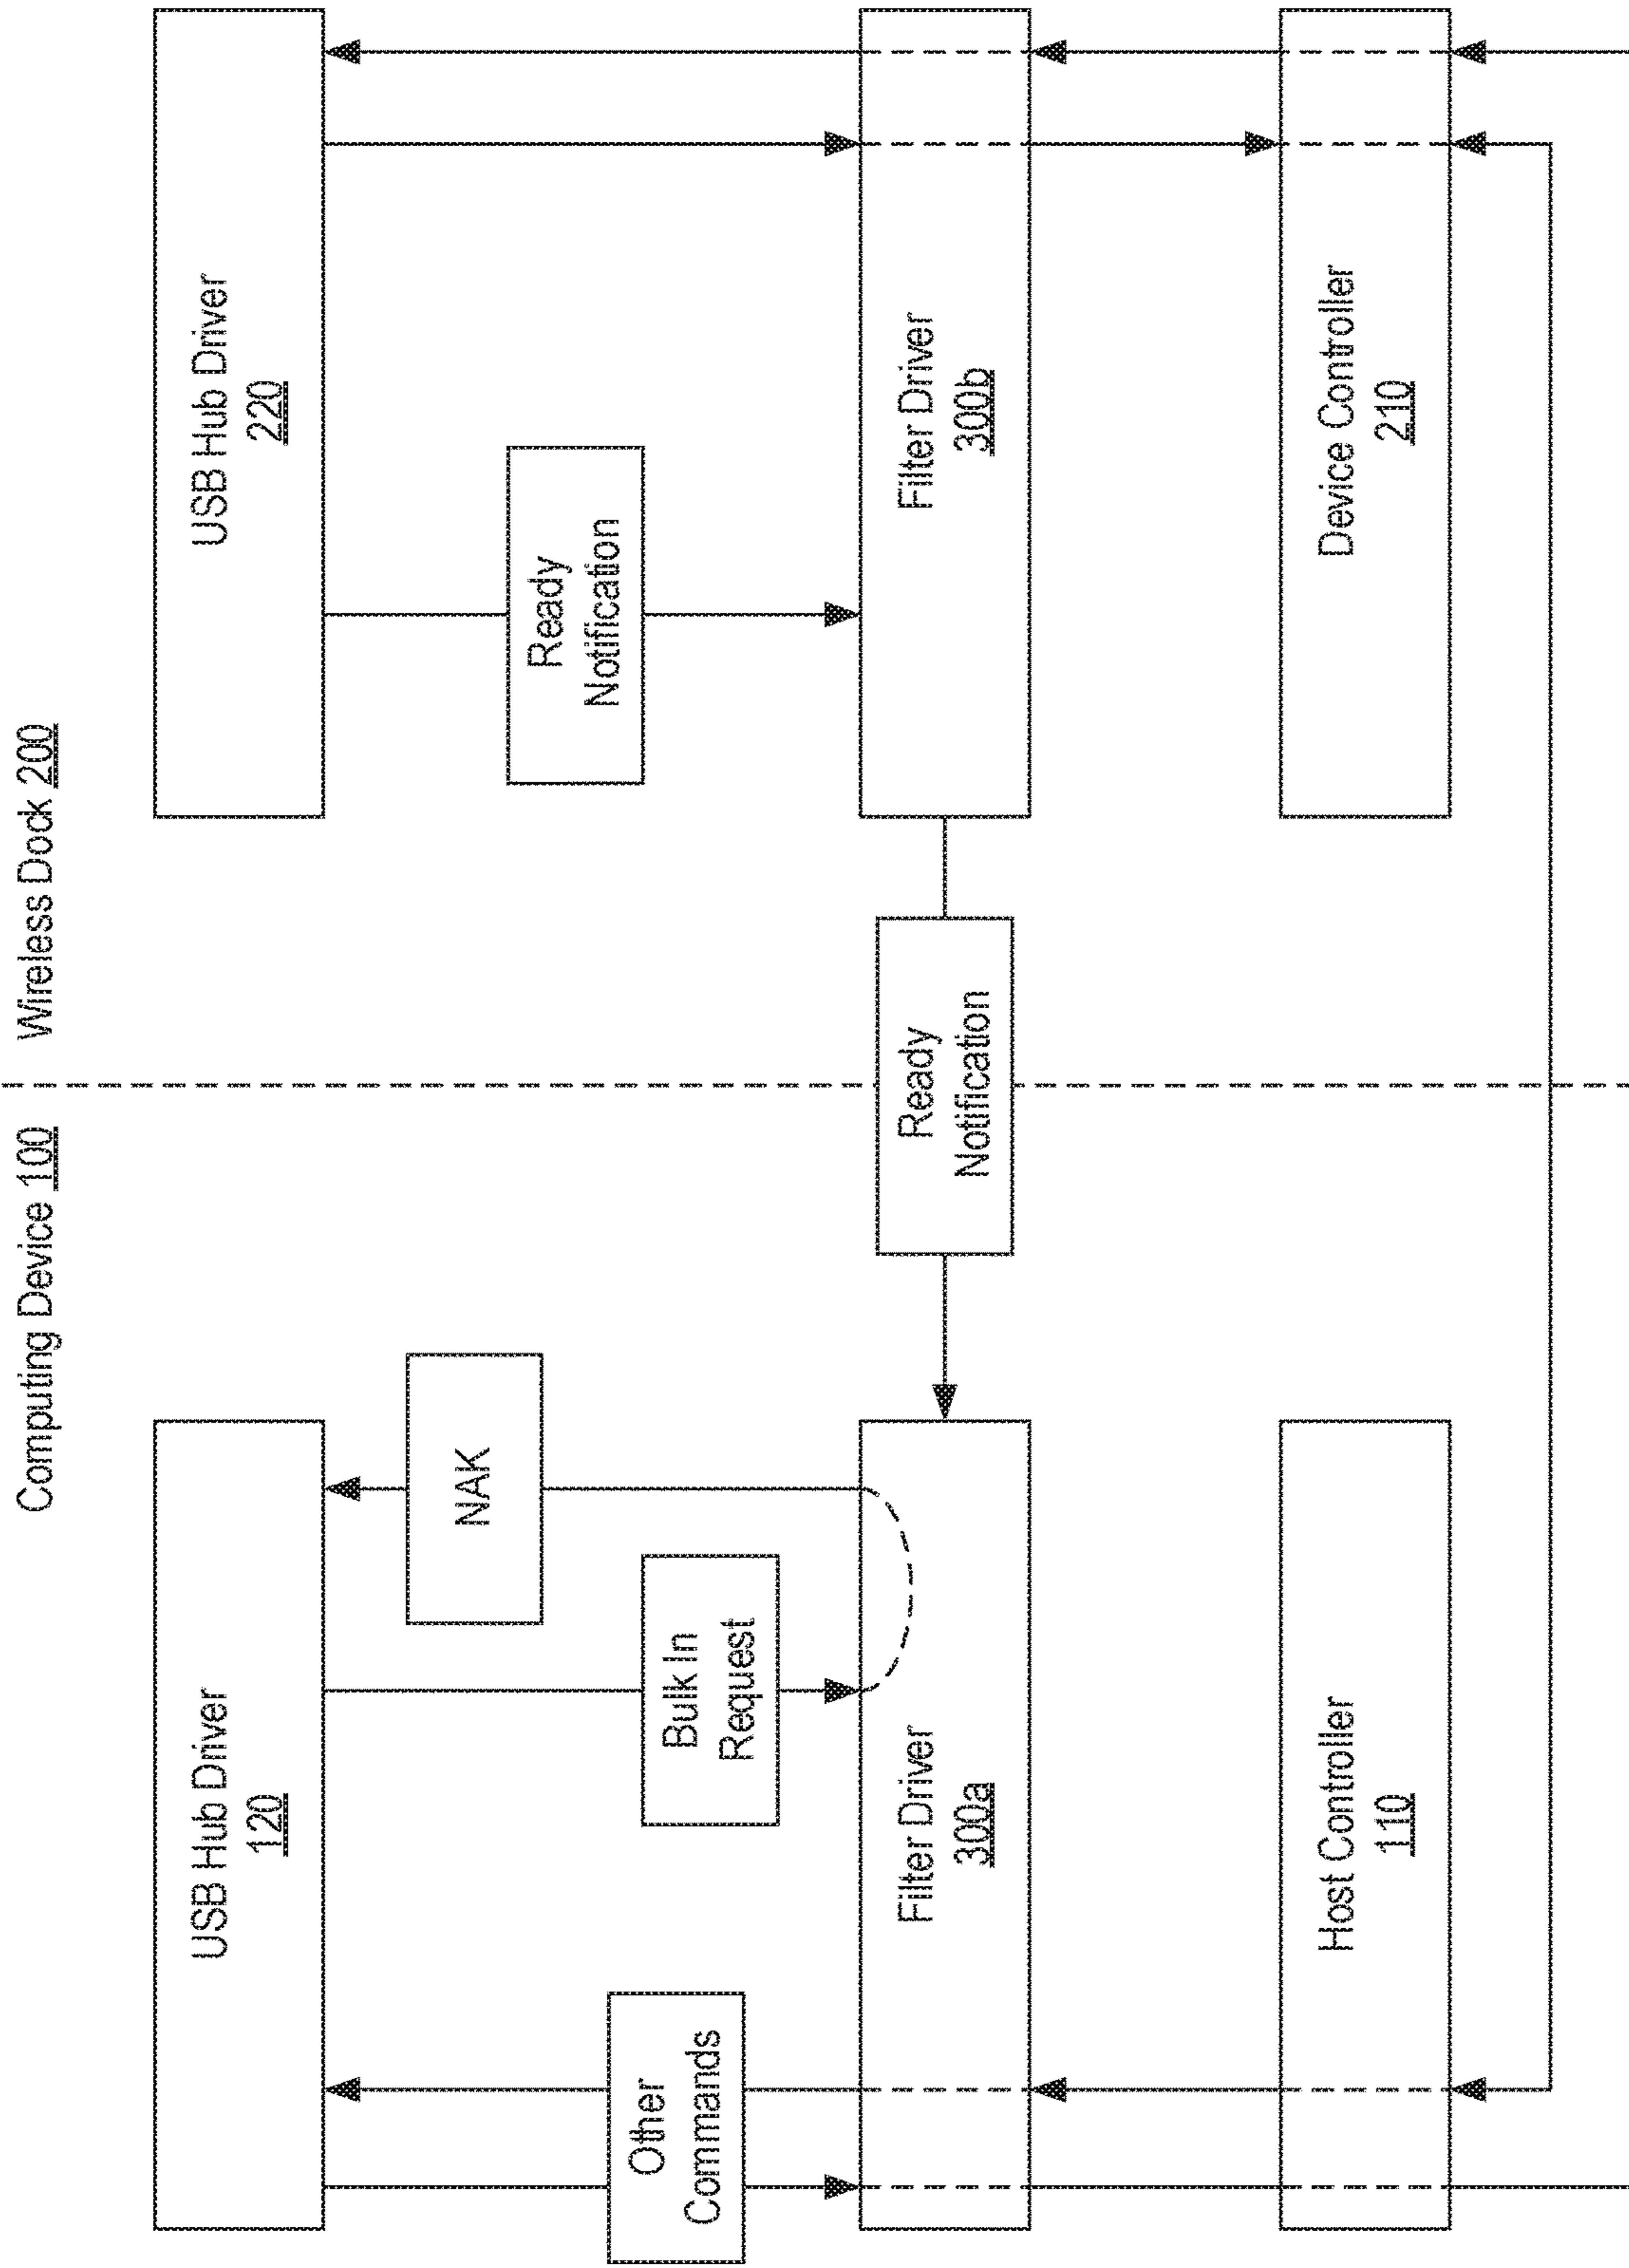 Computing Device 100
Wireless Dock 200
USB Hub Driver
120
USB Hub Driver
220
NAK
Ready
Notification
Other
Commands
Bulk In
Request
Filter Driver
300a
Ready
Notification
Filter Driver
300b
Host Controller
110
Device Controller
210